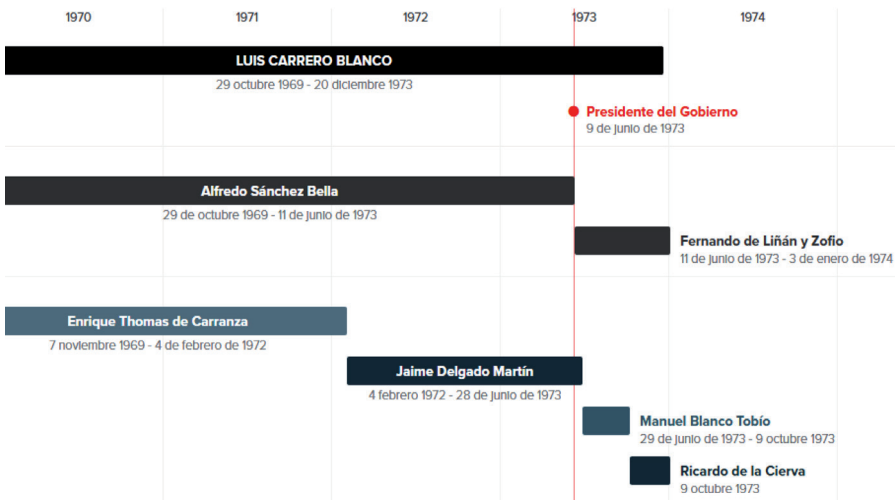 1970 1971 1972 1973 1974
LUIS CARRERO BLANCO
29 octubre 1969 - 20 diciembre 1973
Presidente del Gobierno
9 de junio de 1973
Alfredo Sánchez Bella
29 de octubre 1969 - 11 de junio de 1973
Fernando de Liñán y Zofio
11 de junio de 1973 - 3 de enero de 1974
Enrique Thomas de Carranza
7 noviembre 1969 - 4 de febrero de 1972
Jaime Delgado Martín
4 febrero 1972 - 28 de junio de 1973
Manuel Blanco Tobío
29 de junio de 1973 - 9 octubre 1973
Ricardo de la Cierva
9 octubre 1973